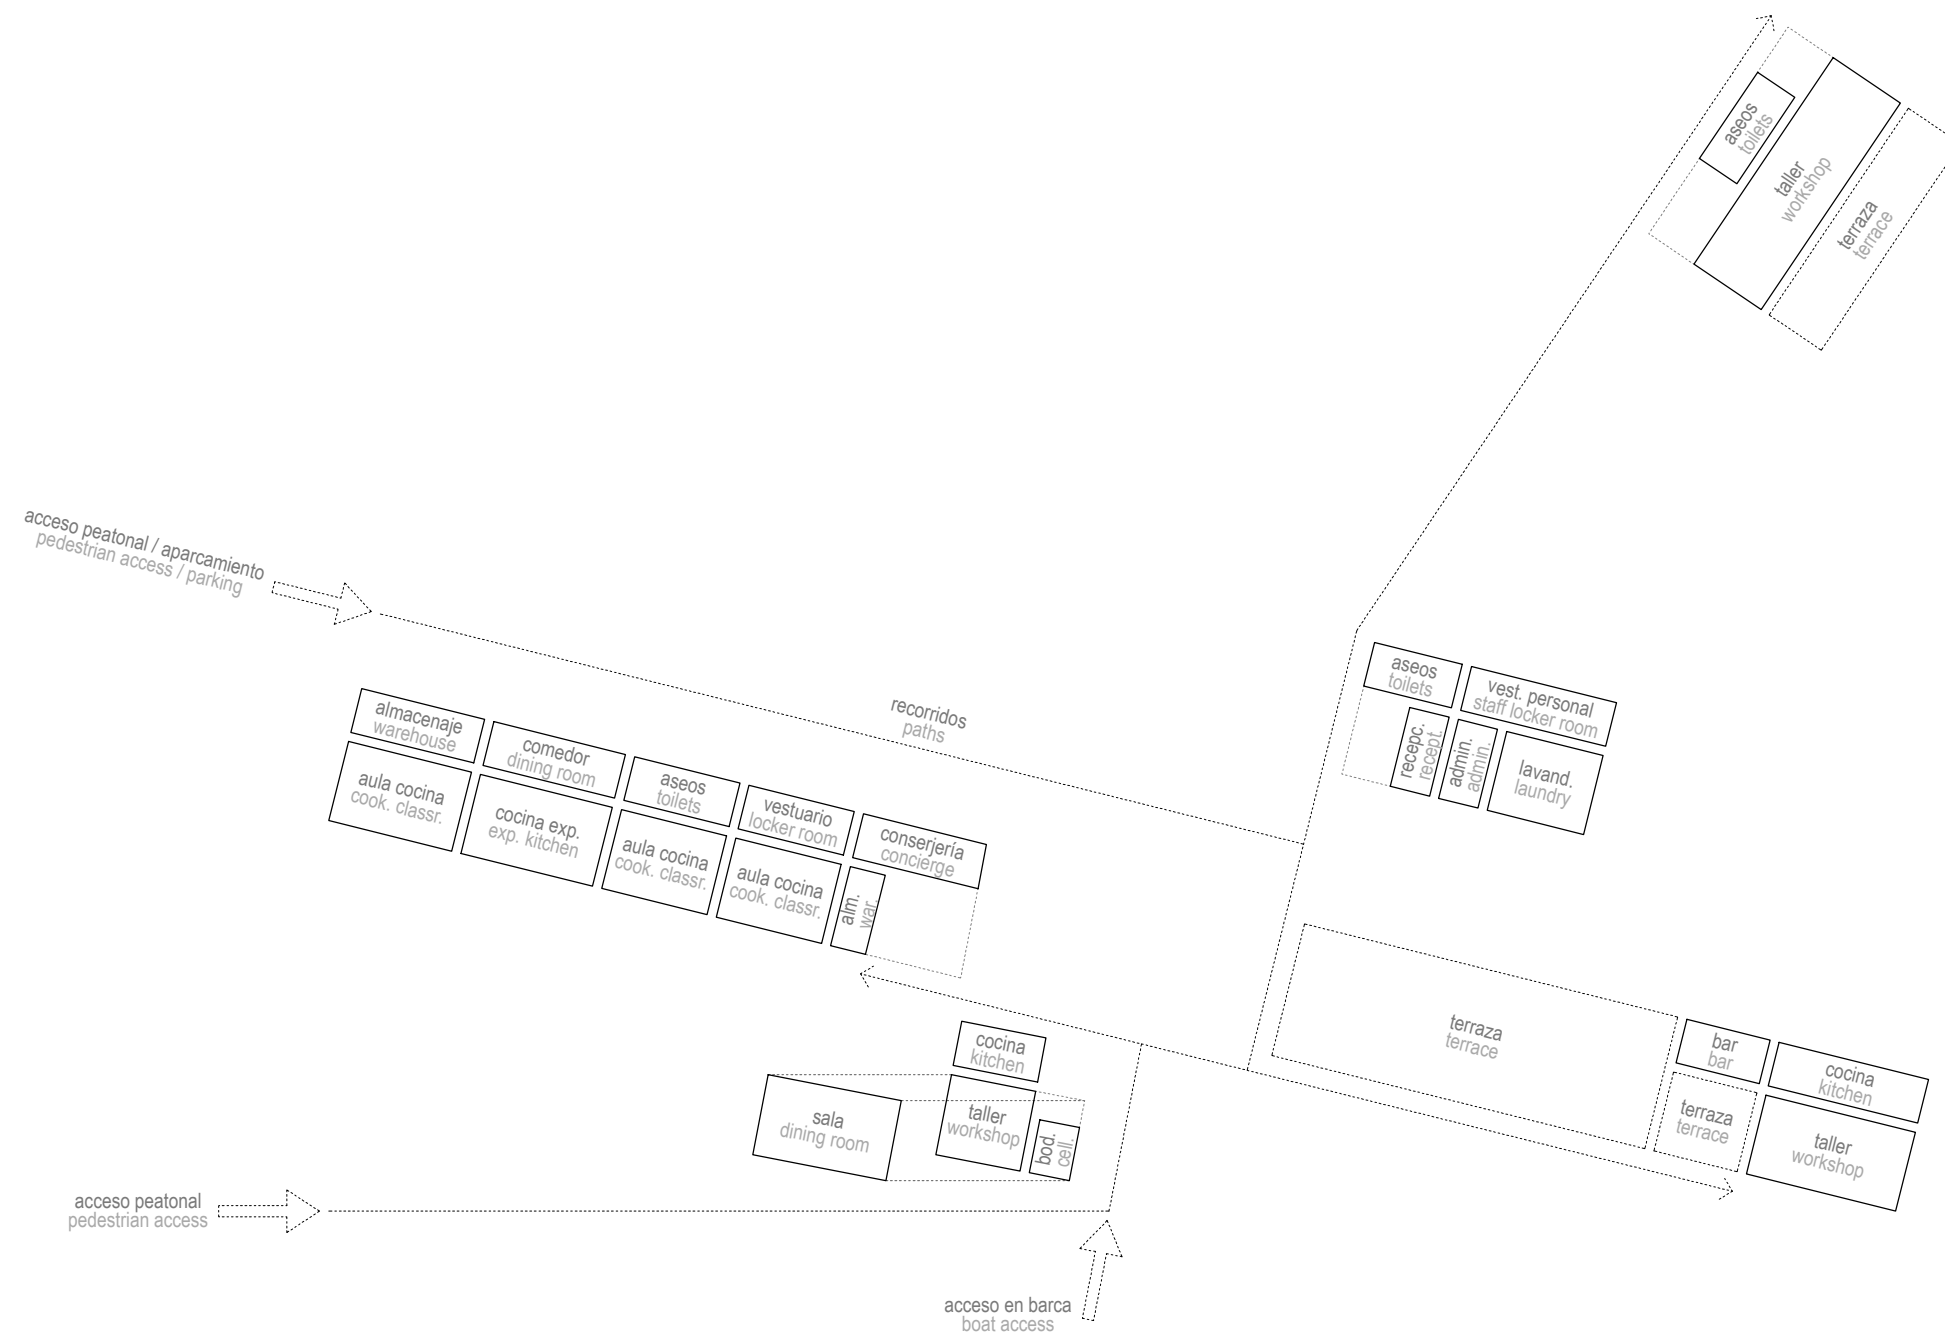 aseos
toilets
taller
workshop
terraza
terrace
acceso peatonal / aparcamiento
pedestrian access / parking
recorridos
paths
aseos
toilets
vest. personal
staff locker room
recepc.
recept.
admin.
admin.
lavand.
laundry
almacenaje
warehouse
comedor
dining room
aseos
toilets
vestuario
locker room
conserjería
concierge
aula cocina
cook. classr.
cocina exp.
exp. kitchen
aula cocina
cook. classr.
aula cocina
cook. classr.
alm.
war.
cocina
kitchen
sala
dining room
taller
workshop
bod.
cell.
terraza
terrace
bar
bar
cocina
kitchen
terraza
terrace
taller
workshop
acceso peatonal
pedestrian access
acceso en barca
boat access